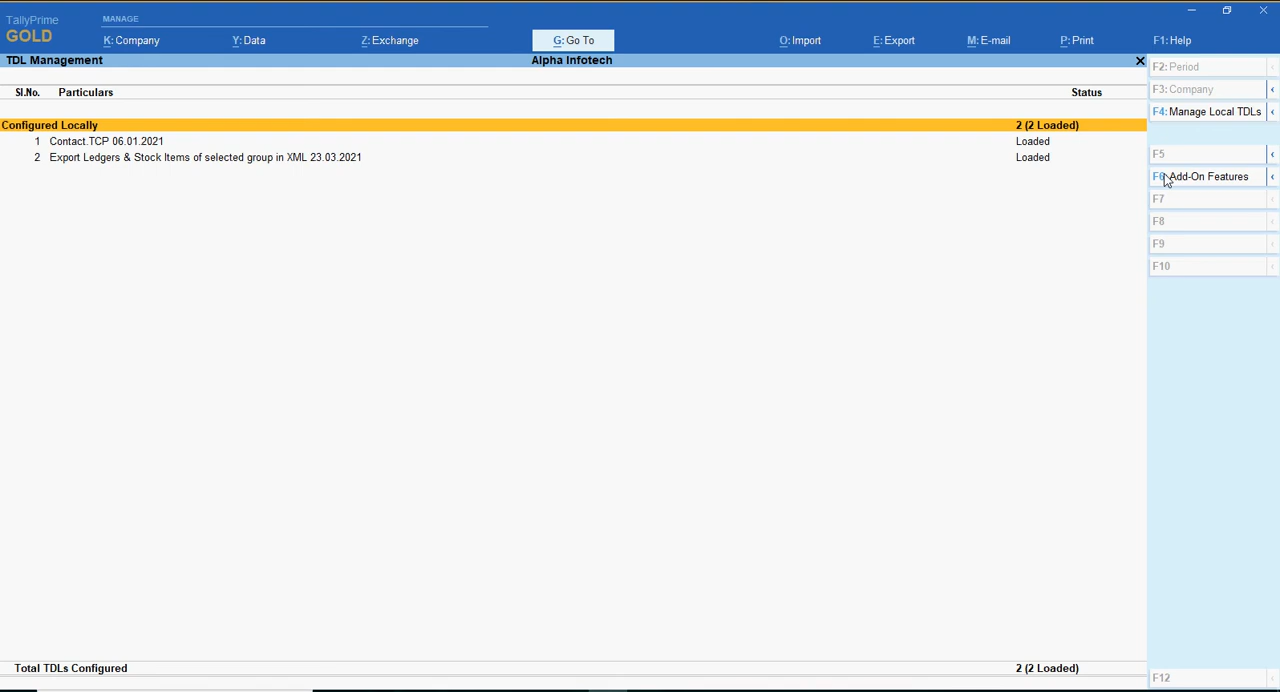 TallyPrime
GOLD
MANAGE
K: Company
Y: Data
Z: Exchange
G: Go To
O: Import
E: Export
M: E-mail
P: Print
F1: Help
TDL Management
Alpha Infotech
F2: Period
F3: Company
F4: Manage Local TDLs
F5
F6: Add-On Features
F7
F8
F9
F10
F12
Sl.No. Particulars Status
Configured Locally 2 (2 Loaded)
1 Contact.TCP 06.01.2021 Loaded
2 Export Ledgers & Stock Items of selected group in XML 23.03.2021 Loaded
Total TDLs Configured 2 (2 Loaded)